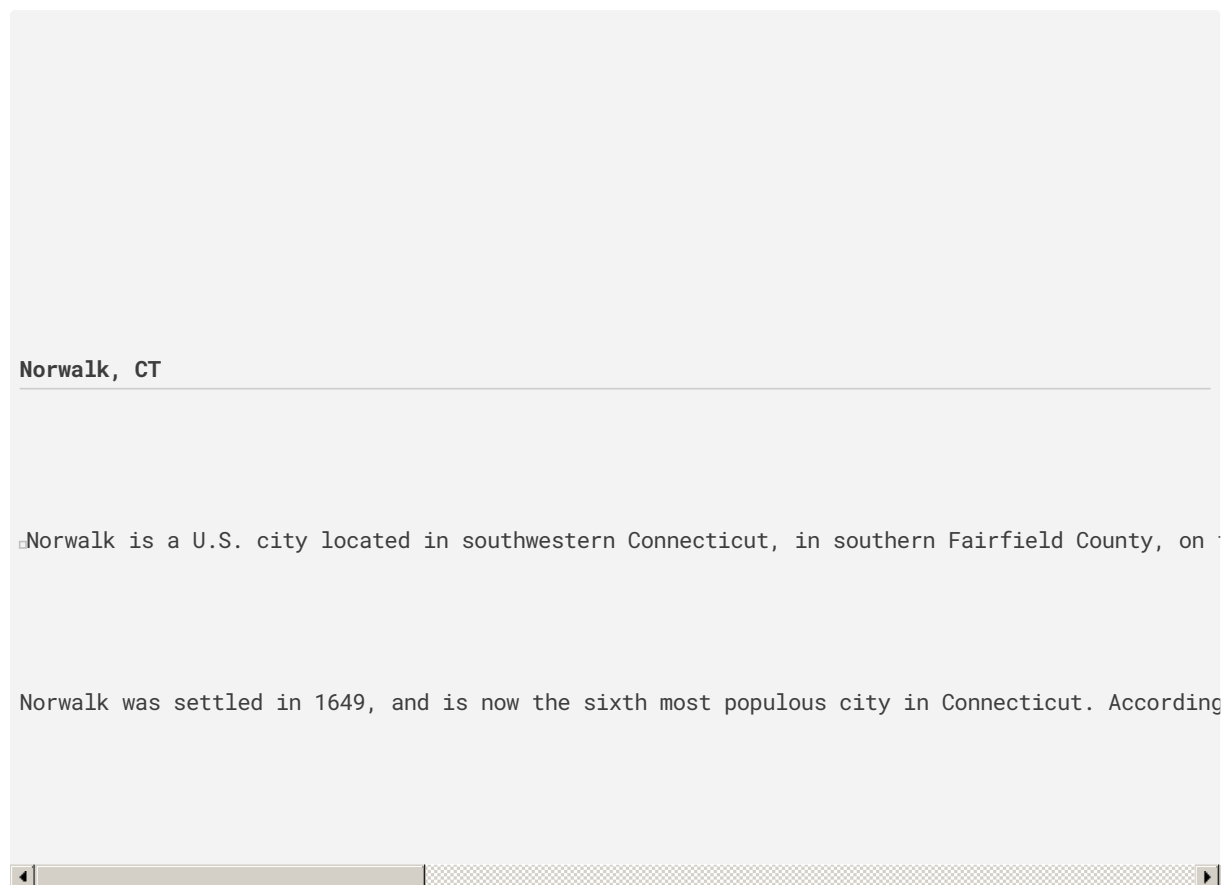 Norwalk, CT
Norwalk is a U.S. city located in southwestern Connecticut, in southern Fairfield County, on
Norwalk was settled in 1649, and is now the sixth most populous city in Connecticut. According